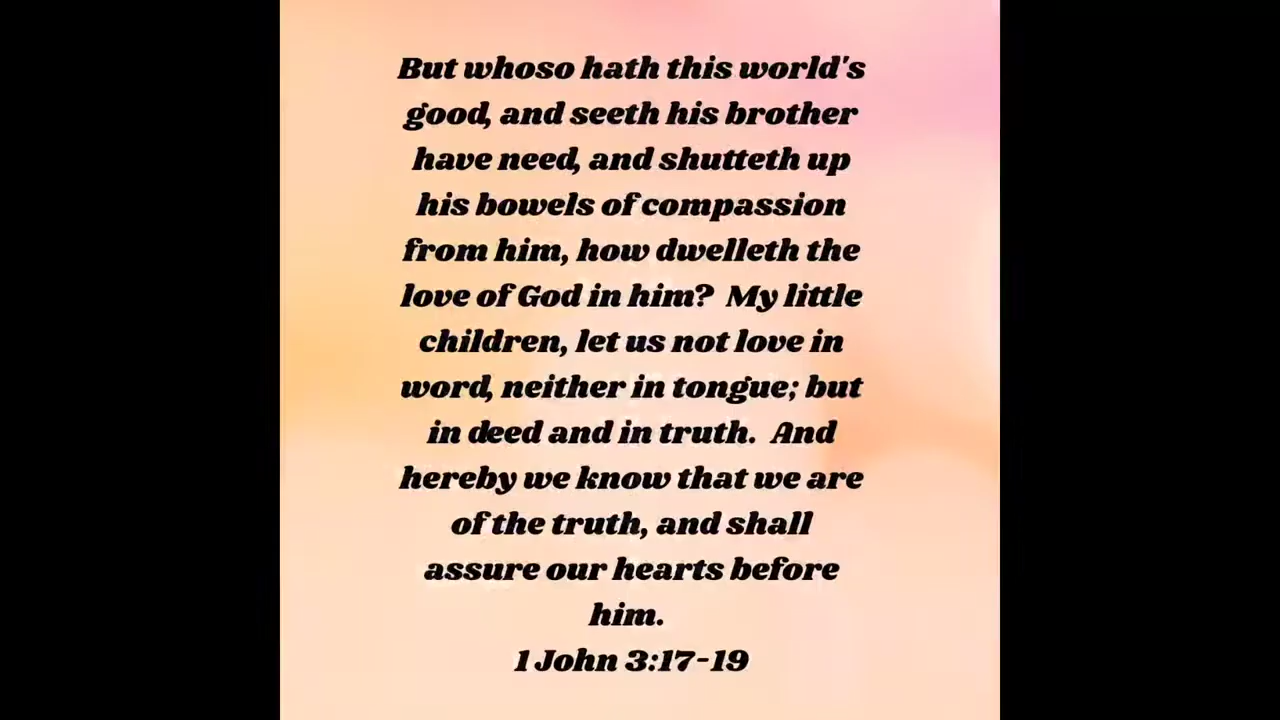 But whoso hath this world's
good, and seeth his brother
have need, and shutteth up
his bowels of compassion
from him, how dwelleth the
love of God in him?  My little
children, let us not love in
word, neither in tongue; but
in deed and in truth.  And
hereby we know that we are
of the truth, and shall
assure our hearts before
him.
1 John 3:17-19